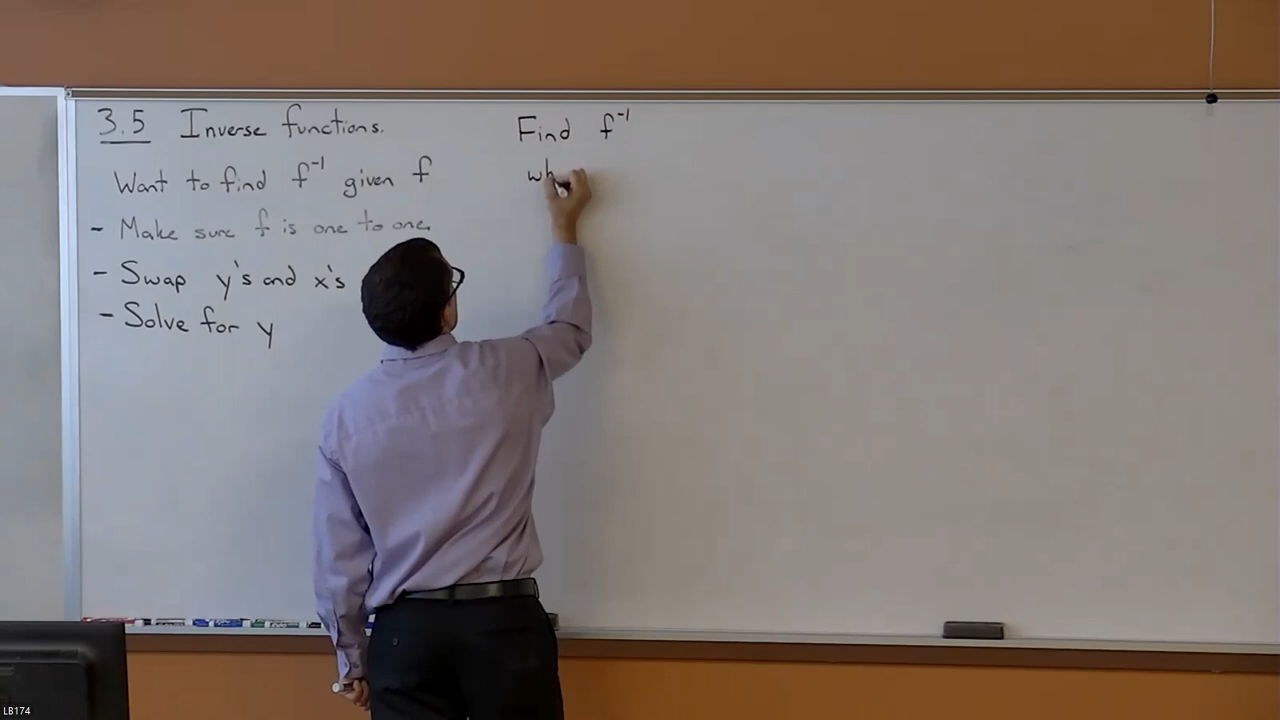 3.5 Inverse functions.
Want to find f⁻¹ given f
- Make sure f is one to one.
- Swap y's and x's
- Solve for y
Find f⁻¹
wh
LB174